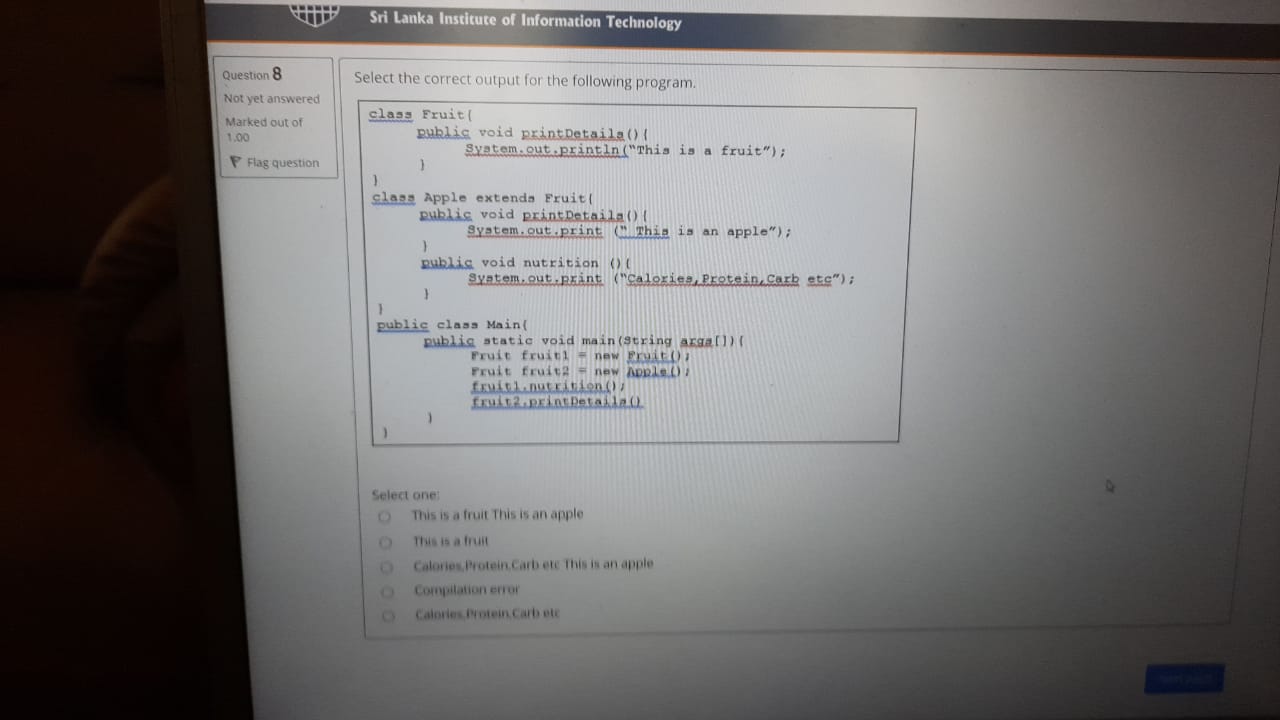 Sri Lanka Institute of Information Technology
Question 8
Not yet answered
Marked out of
1.00
Flag question
Select the correct output for the following program.
class Fruit{
public void printDetails(){
System.out.println("This is a fruit");
}
}
class Apple extends Fruit{
public void printDetails(){
System.out.print (" This is an apple");
}
public void nutrition (){
System.out.print ("Calories,Protein,Carb etc");
}
}
public class Main{
public static void main(String args[]){
Fruit fruit1 = new Fruit();
Fruit fruit2 = new Apple();
fruit1.nutrition();
fruit2.printDetails()
}
}
Select one:
This is a fruit This is an apple
This is a fruit
Calories,Protein,Carb etc This is an apple
Compilation error
Calories,Protein,Carb etc